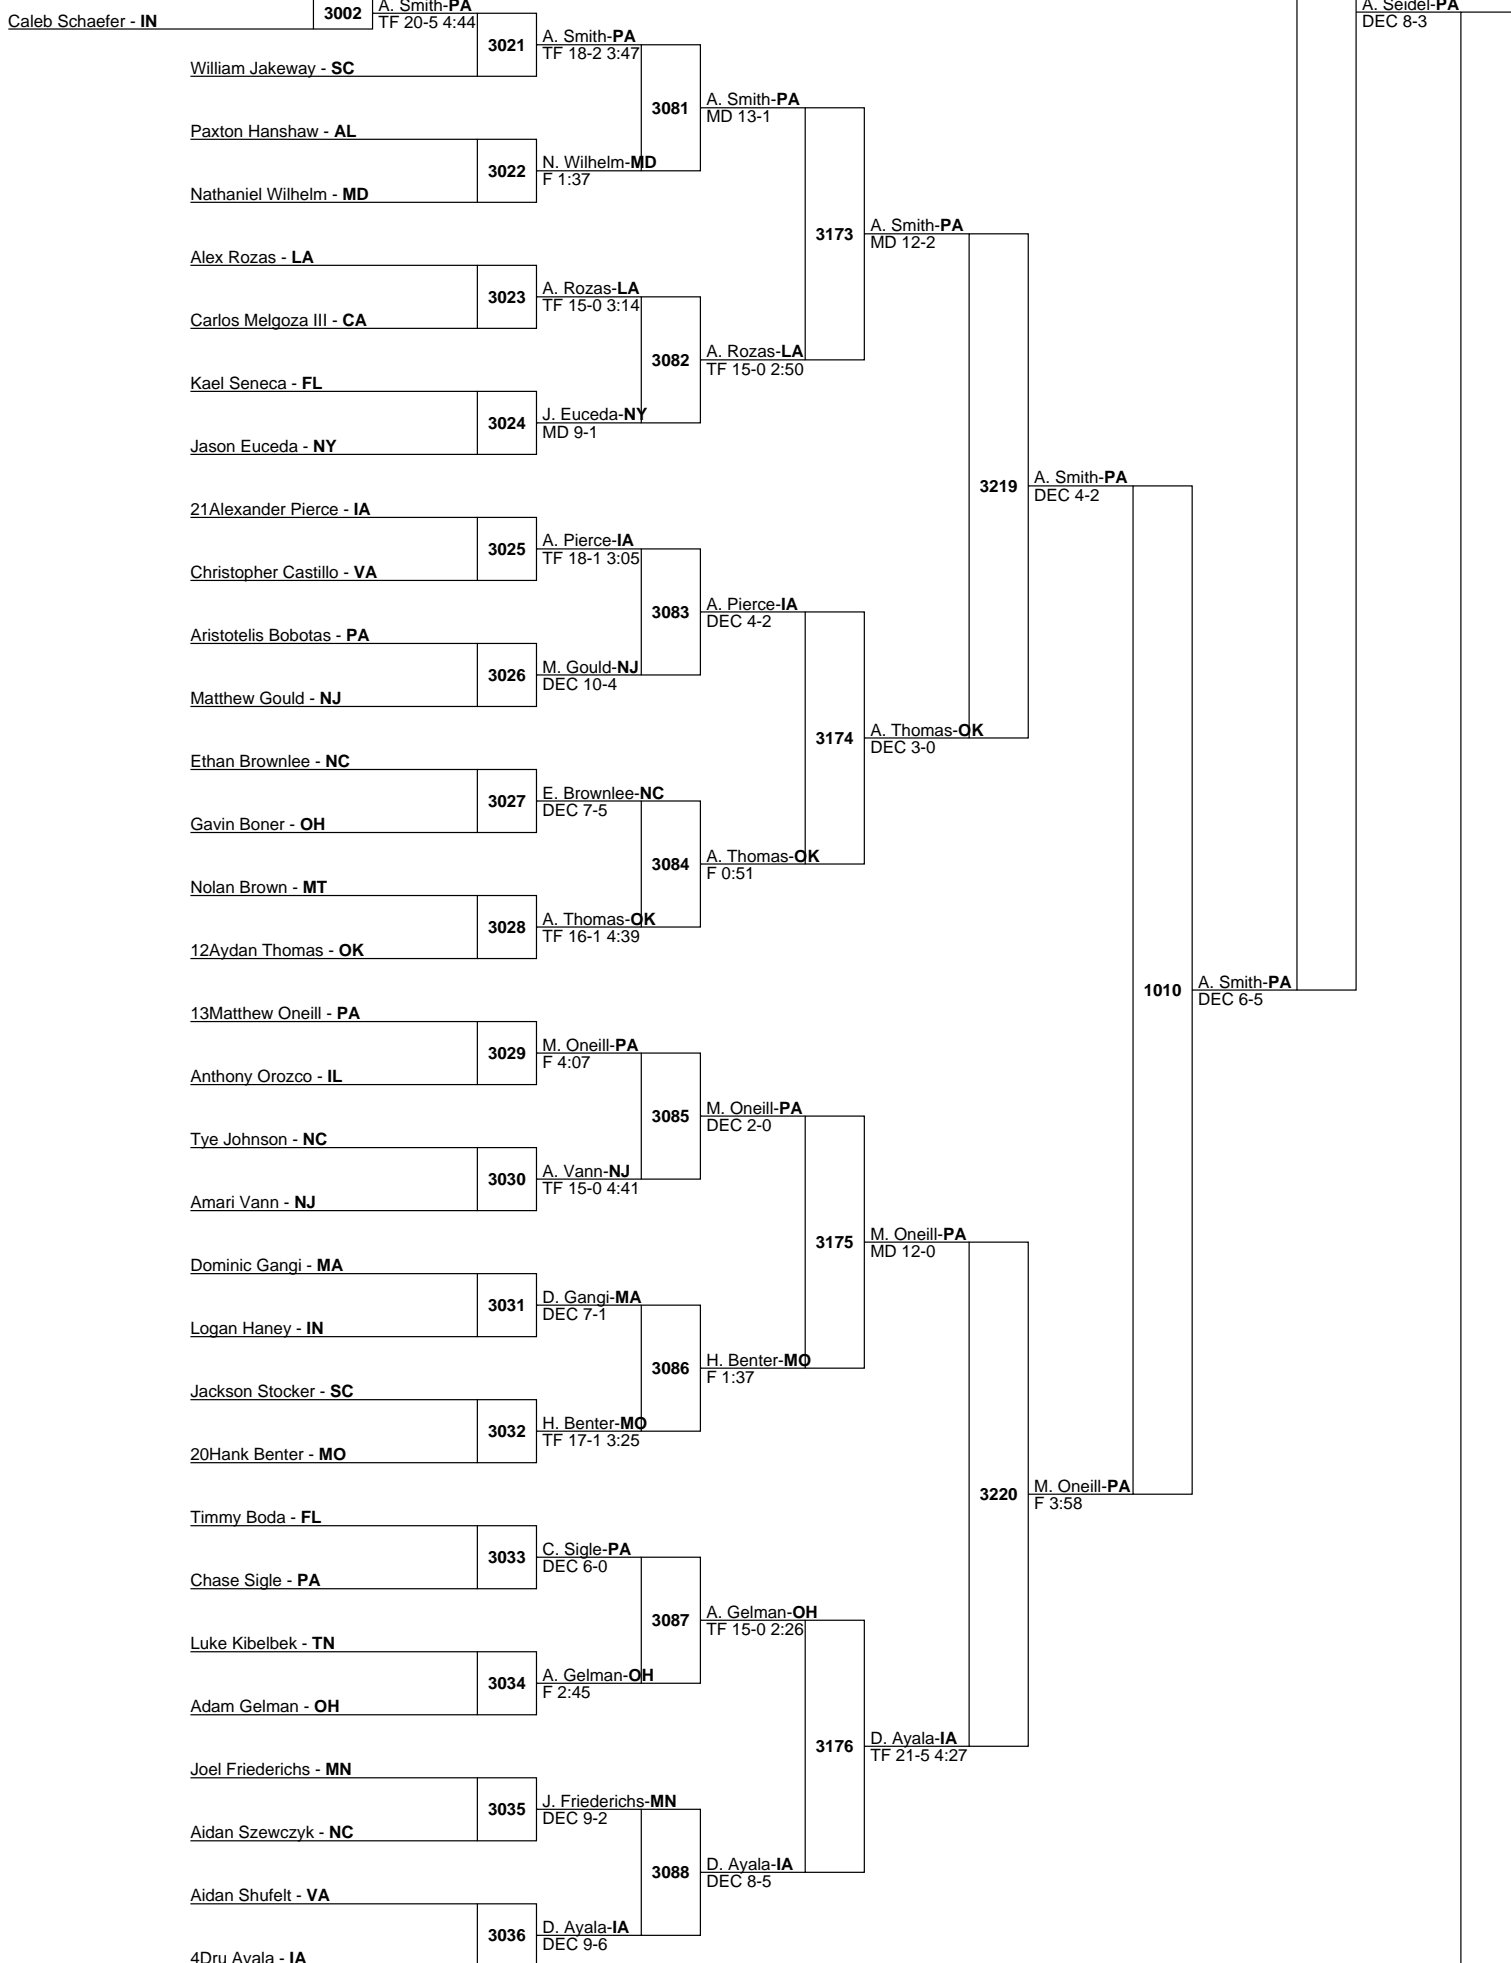 A. Smith-PA
A. Seidel-PA
Caleb Schaefer - IN
3002
TF 20-5 4:44
DEC 8-3
3021
A. Smith-PA
TF 18-2 3:47
William Jakeway - SC
3081
A. Smith-PA
MD 13-1
Paxton Hanshaw - AL
3022
N. Wilhelm-MD
F 1:37
Nathaniel Wilhelm - MD
3173
A. Smith-PA
MD 12-2
Alex Rozas - LA
3023
A. Rozas-LA
TF 15-0 3:14
Carlos Melgoza III - CA
3082
A. Rozas-LA
TF 15-0 2:50
Kael Seneca - FL
3024
J. Euceda-NY
MD 9-1
Jason Euceda - NY
3219
A. Smith-PA
DEC 4-2
21Alexander Pierce - IA
3025
A. Pierce-IA
TF 18-1 3:05
Christopher Castillo - VA
3083
A. Pierce-IA
DEC 4-2
Aristotelis Bobotas - PA
3026
M. Gould-NJ
DEC 10-4
Matthew Gould - NJ
3174
A. Thomas-OK
DEC 3-0
Ethan Brownlee - NC
3027
E. Brownlee-NC
DEC 7-5
Gavin Boner - OH
3084
A. Thomas-OK
F 0:51
Nolan Brown - MT
3028
A. Thomas-OK
TF 16-1 4:39
12Aydan Thomas - OK
1010
A. Smith-PA
DEC 6-5
13Matthew Oneill - PA
3029
M. Oneill-PA
F 4:07
Anthony Orozco - IL
3085
M. Oneill-PA
DEC 2-0
Tye Johnson - NC
3030
A. Vann-NJ
TF 15-0 4:41
Amari Vann - NJ
3175
M. Oneill-PA
MD 12-0
Dominic Gangi - MA
3031
D. Gangi-MA
DEC 7-1
Logan Haney - IN
3086
H. Benter-MO
F 1:37
Jackson Stocker - SC
3032
H. Benter-MO
TF 17-1 3:25
20Hank Benter - MO
3220
M. Oneill-PA
F 3:58
Timmy Boda - FL
3033
C. Sigle-PA
DEC 6-0
Chase Sigle - PA
3087
A. Gelman-OH
TF 15-0 2:26
Luke Kibelbek - TN
3034
A. Gelman-OH
F 2:45
Adam Gelman - OH
3176
D. Ayala-IA
TF 21-5 4:27
Joel Friederichs - MN
3035
J. Friederichs-MN
DEC 9-2
Aidan Szewczyk - NC
3088
D. Ayala-IA
DEC 8-5
Aidan Shufelt - VA
3036
D. Ayala-IA
DEC 9-6
4Dru Ayala - IA